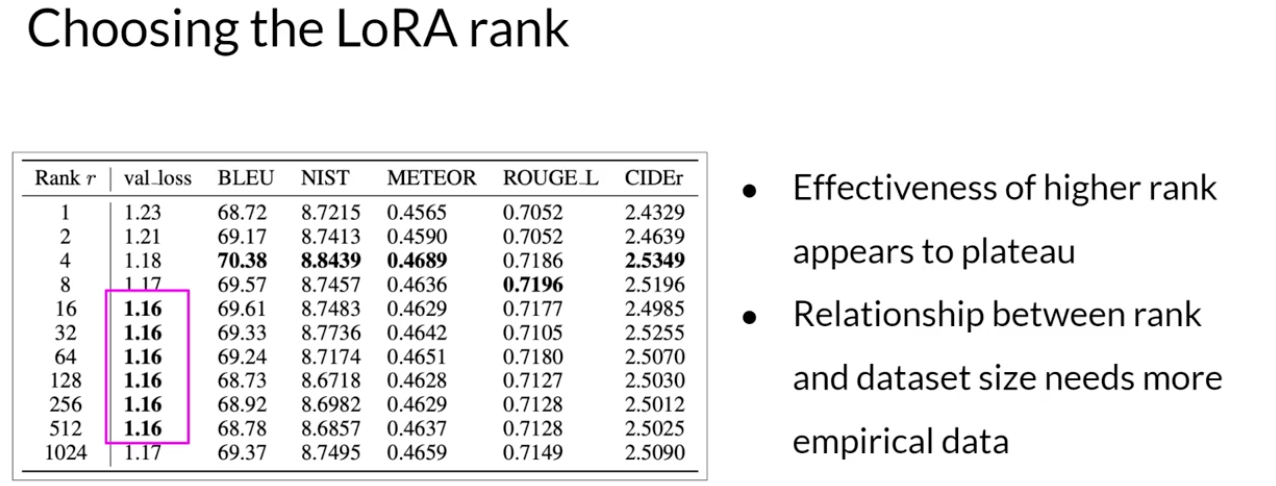 Choosing the LoRA rank
Rank r val_loss BLEU NIST METEOR ROUGE_L CIDEr
1 1.23 68.72 8.7215 0.4565 0.7052 2.4329
2 1.21 69.17 8.7413 0.4590 0.7052 2.4639
4 1.18 70.38 8.8439 0.4689 0.7186 2.5349
8 1.17 69.57 8.7457 0.4636 0.7196 2.5196
16 1.16 69.61 8.7483 0.4629 0.7177 2.4985
32 1.16 69.33 8.7736 0.4642 0.7105 2.5255
64 1.16 69.24 8.7174 0.4651 0.7180 2.5070
128 1.16 68.73 8.6718 0.4628 0.7127 2.5030
256 1.16 68.92 8.6982 0.4629 0.7128 2.5012
512 1.16 68.78 8.6857 0.4637 0.7128 2.5025
1024 1.17 69.37 8.7495 0.4659 0.7149 2.5090
● Effectiveness of higher rank
appears to plateau
● Relationship between rank
and dataset size needs more
empirical data